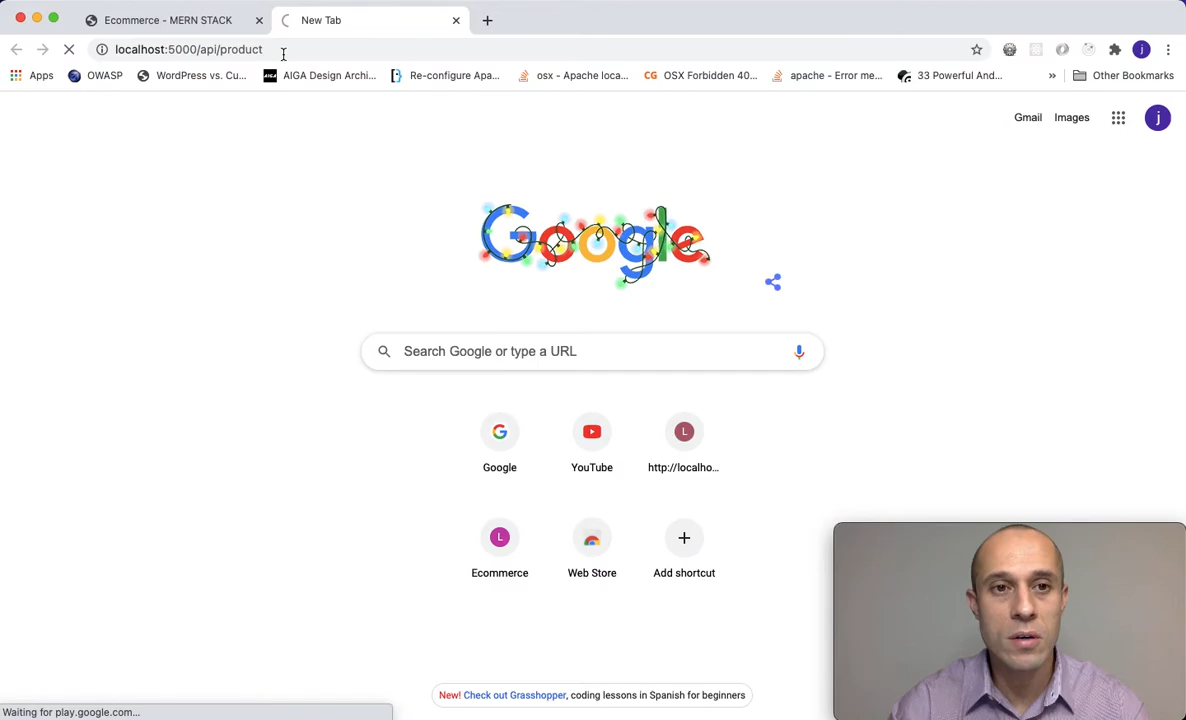 Ecommerce - MERN STACK
New Tab
localhost:5000/api/product
Apps
OWASP
WordPress vs. Cu...
AIGA Design Archi...
Re-configure Apa...
osx - Apache loca...
CG OSX Forbidden 40...
apache - Error me...
33 Powerful And...
»
Other Bookmarks
j
Gmail Images j
Google
Search Google or type a URL
Google YouTube L http://localho...
L Ecommerce Web Store Add shortcut
New! Check out Grasshopper, coding lessons in Spanish for beginners
Waiting for play.google.com...